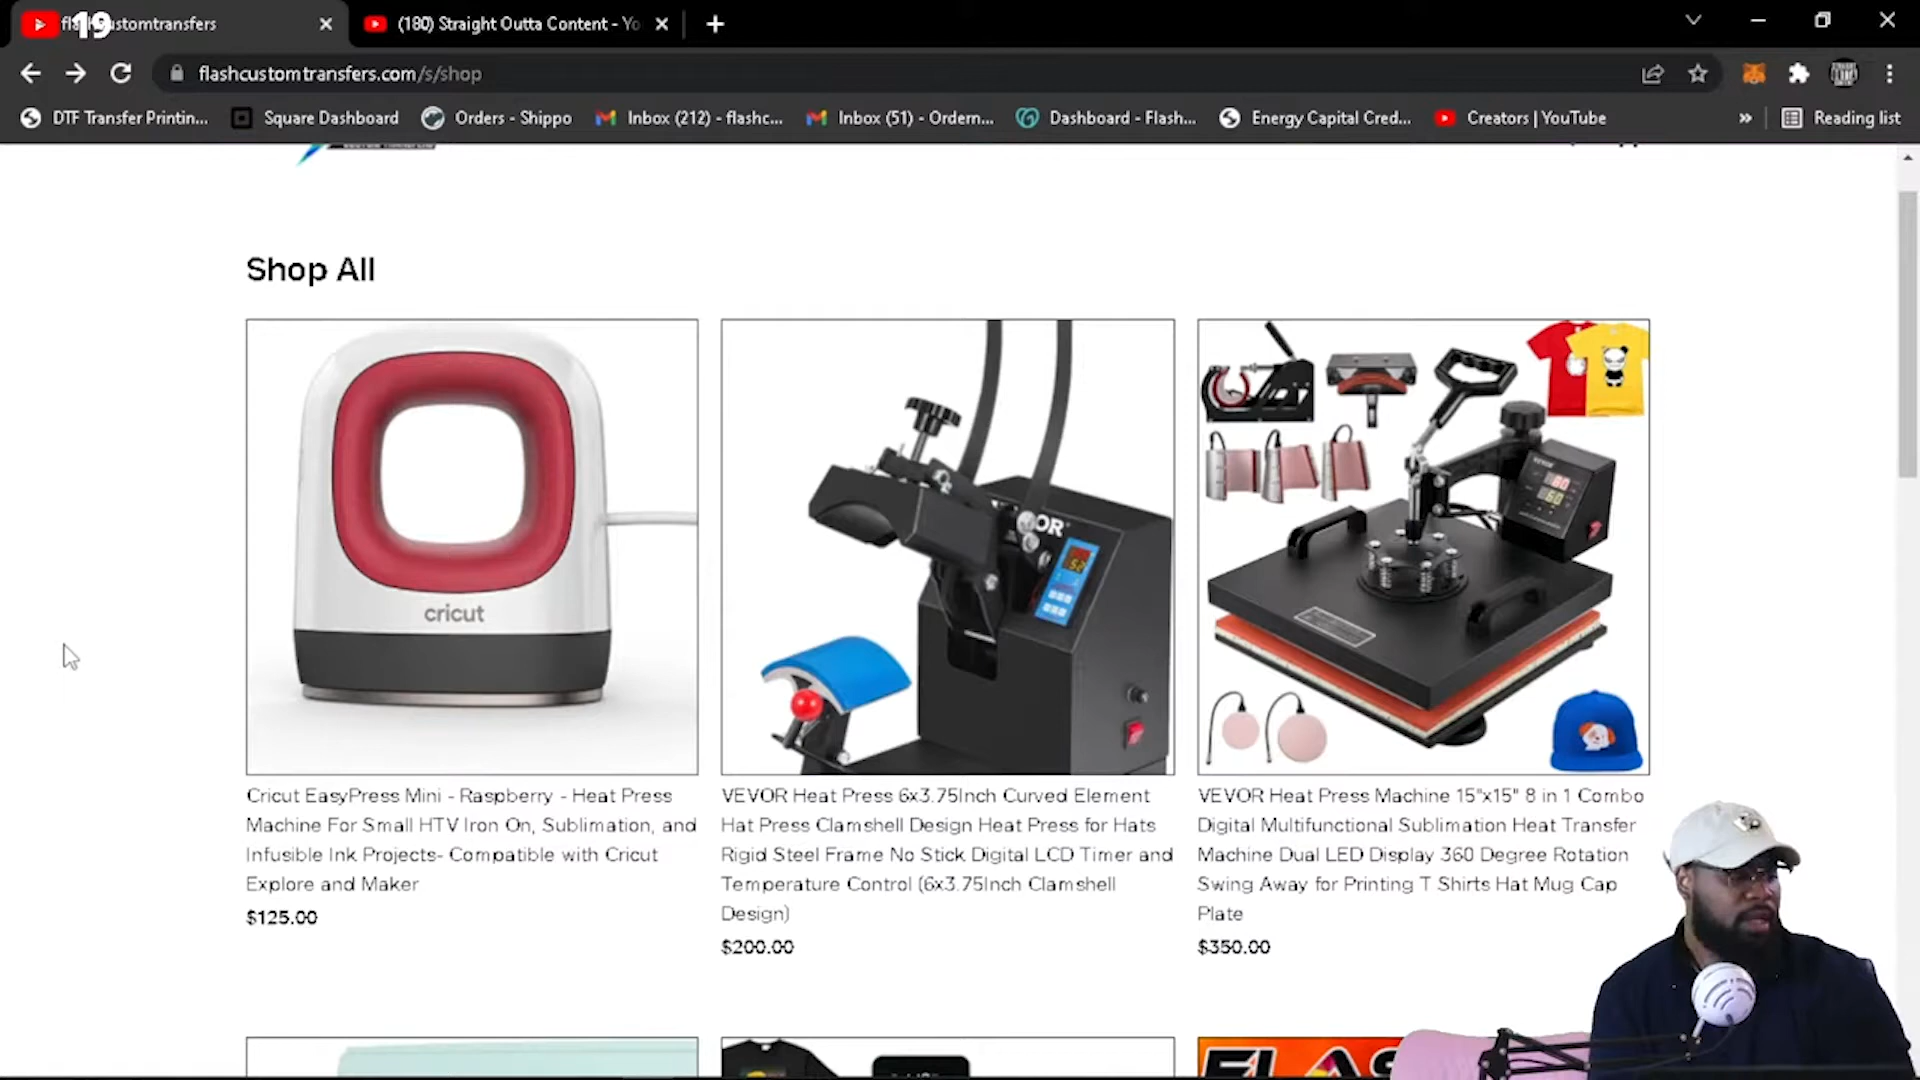 flashcustomtransfers
19
(180) Straight Outta Content - Yo
flashcustomtransfers.com/s/shop
DTF Transfer Printin... Square Dashboard Orders - Shippo Inbox (212) - flashc... Inbox (51) - Ordern... Dashboard - Flash... Energy Capital Cred... Creators | YouTube » Reading list
Shop All
cricut
VEVOR
Cricut EasyPress Mini - Raspberry - Heat Press
Machine For Small HTV Iron On, Sublimation, and
Infusible Ink Projects- Compatible with Cricut
Explore and Maker
$125.00
VEVOR Heat Press 6x3.75Inch Curved Element
Hat Press Clamshell Design Heat Press for Hats
Rigid Steel Frame No Stick Digital LCD Timer and
Temperature Control (6x3.75Inch Clamshell
Design)
$200.00
VEVOR Heat Press Machine 15"x15" 8 in 1 Combo
Digital Multifunctional Sublimation Heat Transfer
Machine Dual LED Display 360 Degree Rotation
Swing Away for Printing T Shirts Hat Mug Cap
Plate
$350.00
FLAS